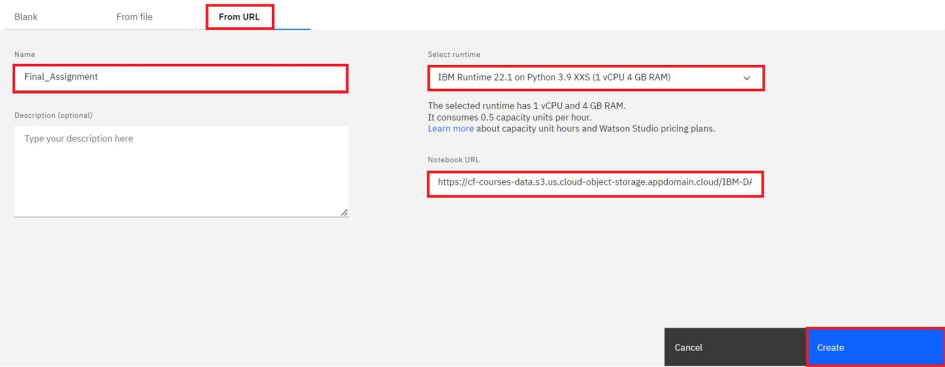 Blank
From file
From URL
Name
Final_Assignment
Description (optional)
Type your description here
Select runtime
IBM Runtime 22.1 on Python 3.9 XXS (1 vCPU 4 GB RAM)
The selected runtime has 1 vCPU and 4 GB RAM.
It consumes 0.5 capacity units per hour.
Learn more about capacity unit hours and Watson Studio pricing plans.
Notebook URL
https://cf-courses-data.s3.us.cloud-object-storage.appdomain.cloud/IBM-DA
Cancel
Create